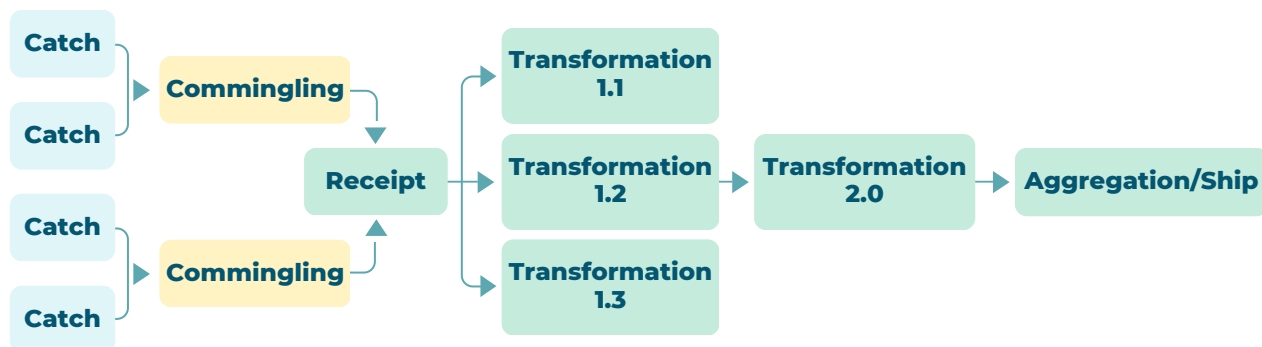 Catch
Catch
Commingling
Catch
Catch
Commingling
Receipt
Transformation
1.1
Transformation
1.2
Transformation
1.3
Transformation
2.0
Aggregation/Ship